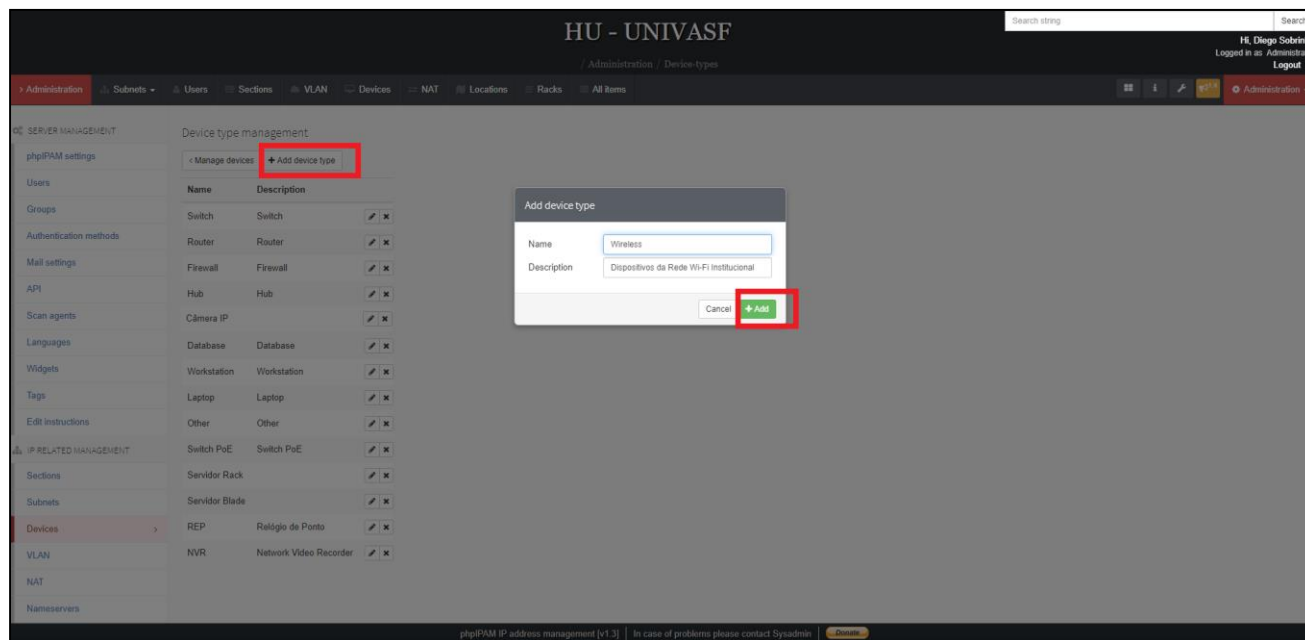 HU - UNIVASF
/ Administration / Device-types
Search string
Search
Hi, Diego Sobrin
Logged in as Administra
Logout
> Administration
Subnets
Users
Sections
VLAN
Devices
NAT
Locations
Racks
All items
Administration
SERVER MANAGEMENT
phpIPAM settings
Users
Groups
Authentication methods
Mail settings
API
Scan agents
Languages
Widgets
Tags
Edit instructions
IP RELATED MANAGEMENT
Sections
Subnets
Devices >
VLAN
NAT
Nameservers
Device type management
< Manage devices + Add device type
Name Description
Switch Switch
Router Router
Firewall Firewall
Hub Hub
Câmera IP
Database Database
Workstation Workstation
Laptop Laptop
Other Other
Switch PoE Switch PoE
Servidor Rack
Servidor Blade
REP Relógio de Ponto
NVR Network Video Recorder
Add device type
Name Wireless
Description Dispositivos da Rede Wi-Fi Institucional
Cancel + Add
phpIPAM IP address management [v1.3] | In case of problems please contact Sysadmin | Donate